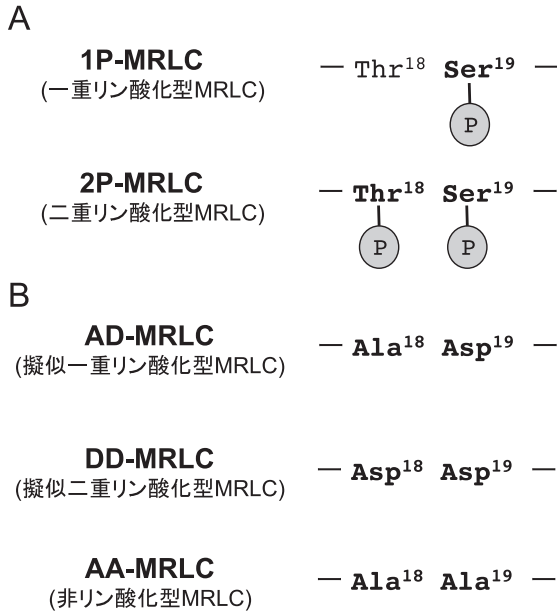 A
1P-MRLC
(一重リン酸化型MRLC)
— Thr18 Ser19 —
P
2P-MRLC
(二重リン酸化型MRLC)
— Thr18 Ser19 —
P P
B
AD-MRLC
(擬似一重リン酸化型MRLC)
— Ala18 Asp19 —
DD-MRLC
(擬似二重リン酸化型MRLC)
— Asp18 Asp19 —
AA-MRLC
(非リン酸化型MRLC)
— Ala18 Ala19 —